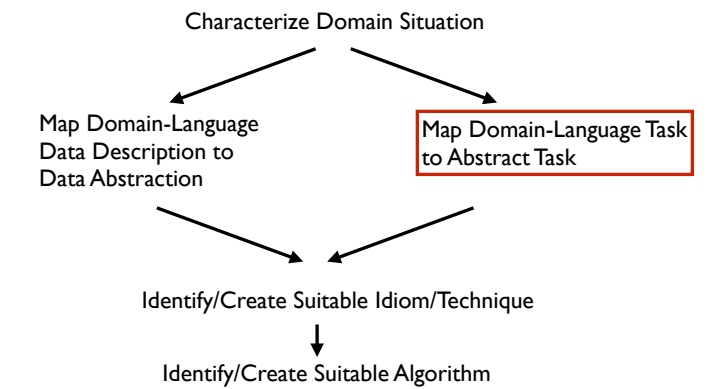 Characterize Domain Situation
Map Domain-Language
Data Description to
Data Abstraction
Map Domain-Language Task
to Abstract Task
Identify/Create Suitable Idiom/Technique
Identify/Create Suitable Algorithm